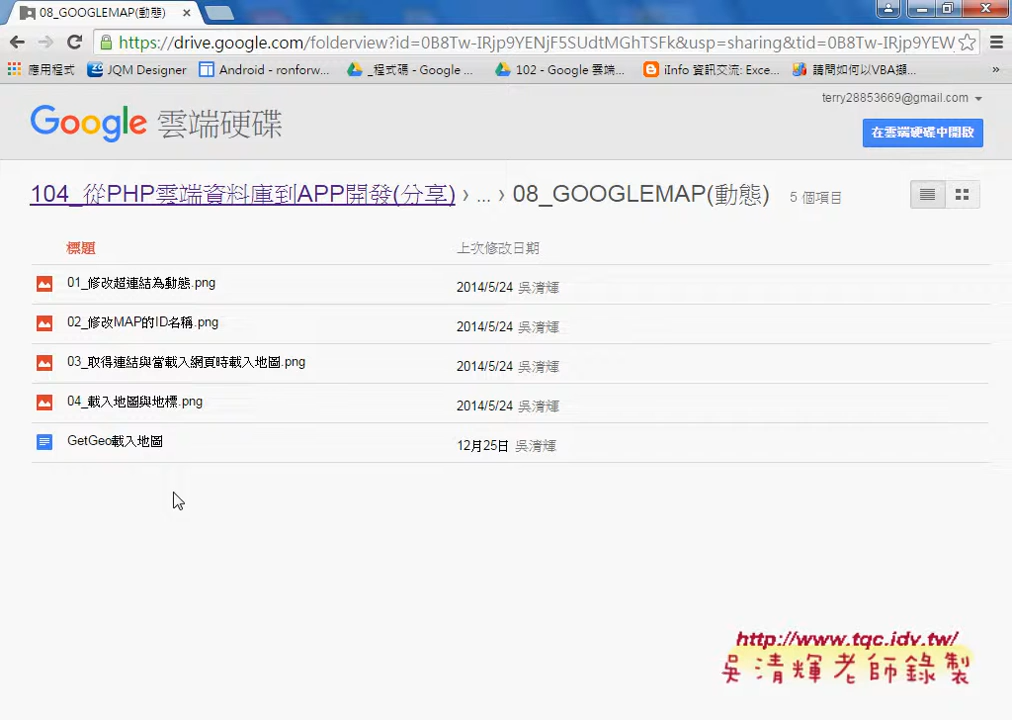 08_GOOGLEMAP(動態)
https://drive.google.com/folderview?id=0B8Tw-IRjp9YENjF5SUdtMGhTSFk&usp=sharing&tid=0B8Tw-IRjp9YEW
應用程式 JQM Designer Android - ronforw... _程式碼 - Google ... 102 - Google 雲端... iInfo 資訊交流: Exce... 請問如何以VBA擷... »
terry28853669@gmail.com
Google 雲端硬碟
在雲端硬碟中開啟
104_從PHP雲端資料庫到APP開發(分享) › ... › 08_GOOGLEMAP(動態) 5 個項目
標題 上次修改日期
01_修改超連結為動態.png 2014/5/24 吳清輝
02_修改MAP的ID名稱.png 2014/5/24 吳清輝
03_取得連結與當載入網頁時載入地圖.png 2014/5/24 吳清輝
04_載入地圖與地標.png 2014/5/24 吳清輝
GetGeo載入地圖 12月25日 吳清輝
http://www.tqc.idv.tw/
吳清輝老師錄製